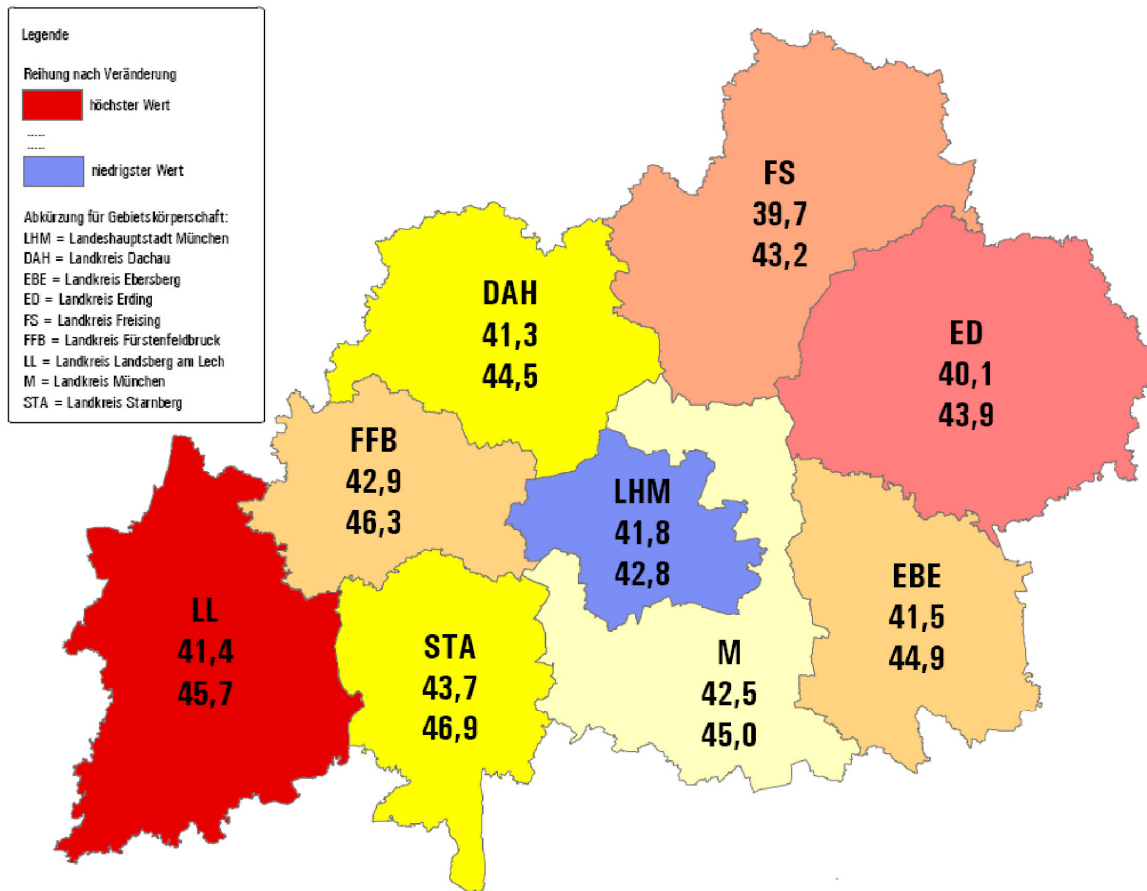 Legende
Reihung nach Veränderung
höchster Wert
.....
.....
niedrigster Wert
Abkürzung für Gebietskörperschaft:
LHM = Landeshauptstadt München
DAH = Landkreis Dachau
EBE = Landkreis Ebersberg
ED = Landkreis Erding
FS = Landkreis Freising
FFB = Landkreis Fürstenfeldbruck
LL = Landkreis Landsberg am Lech
M = Landkreis München
STA = Landkreis Starnberg
FS
39,7
43,2
DAH
41,3
44,5
ED
40,1
43,9
FFB
42,9
46,3
LHM
41,8
42,8
EBE
41,5
44,9
LL
41,4
45,7
STA
43,7
46,9
M
42,5
45,0